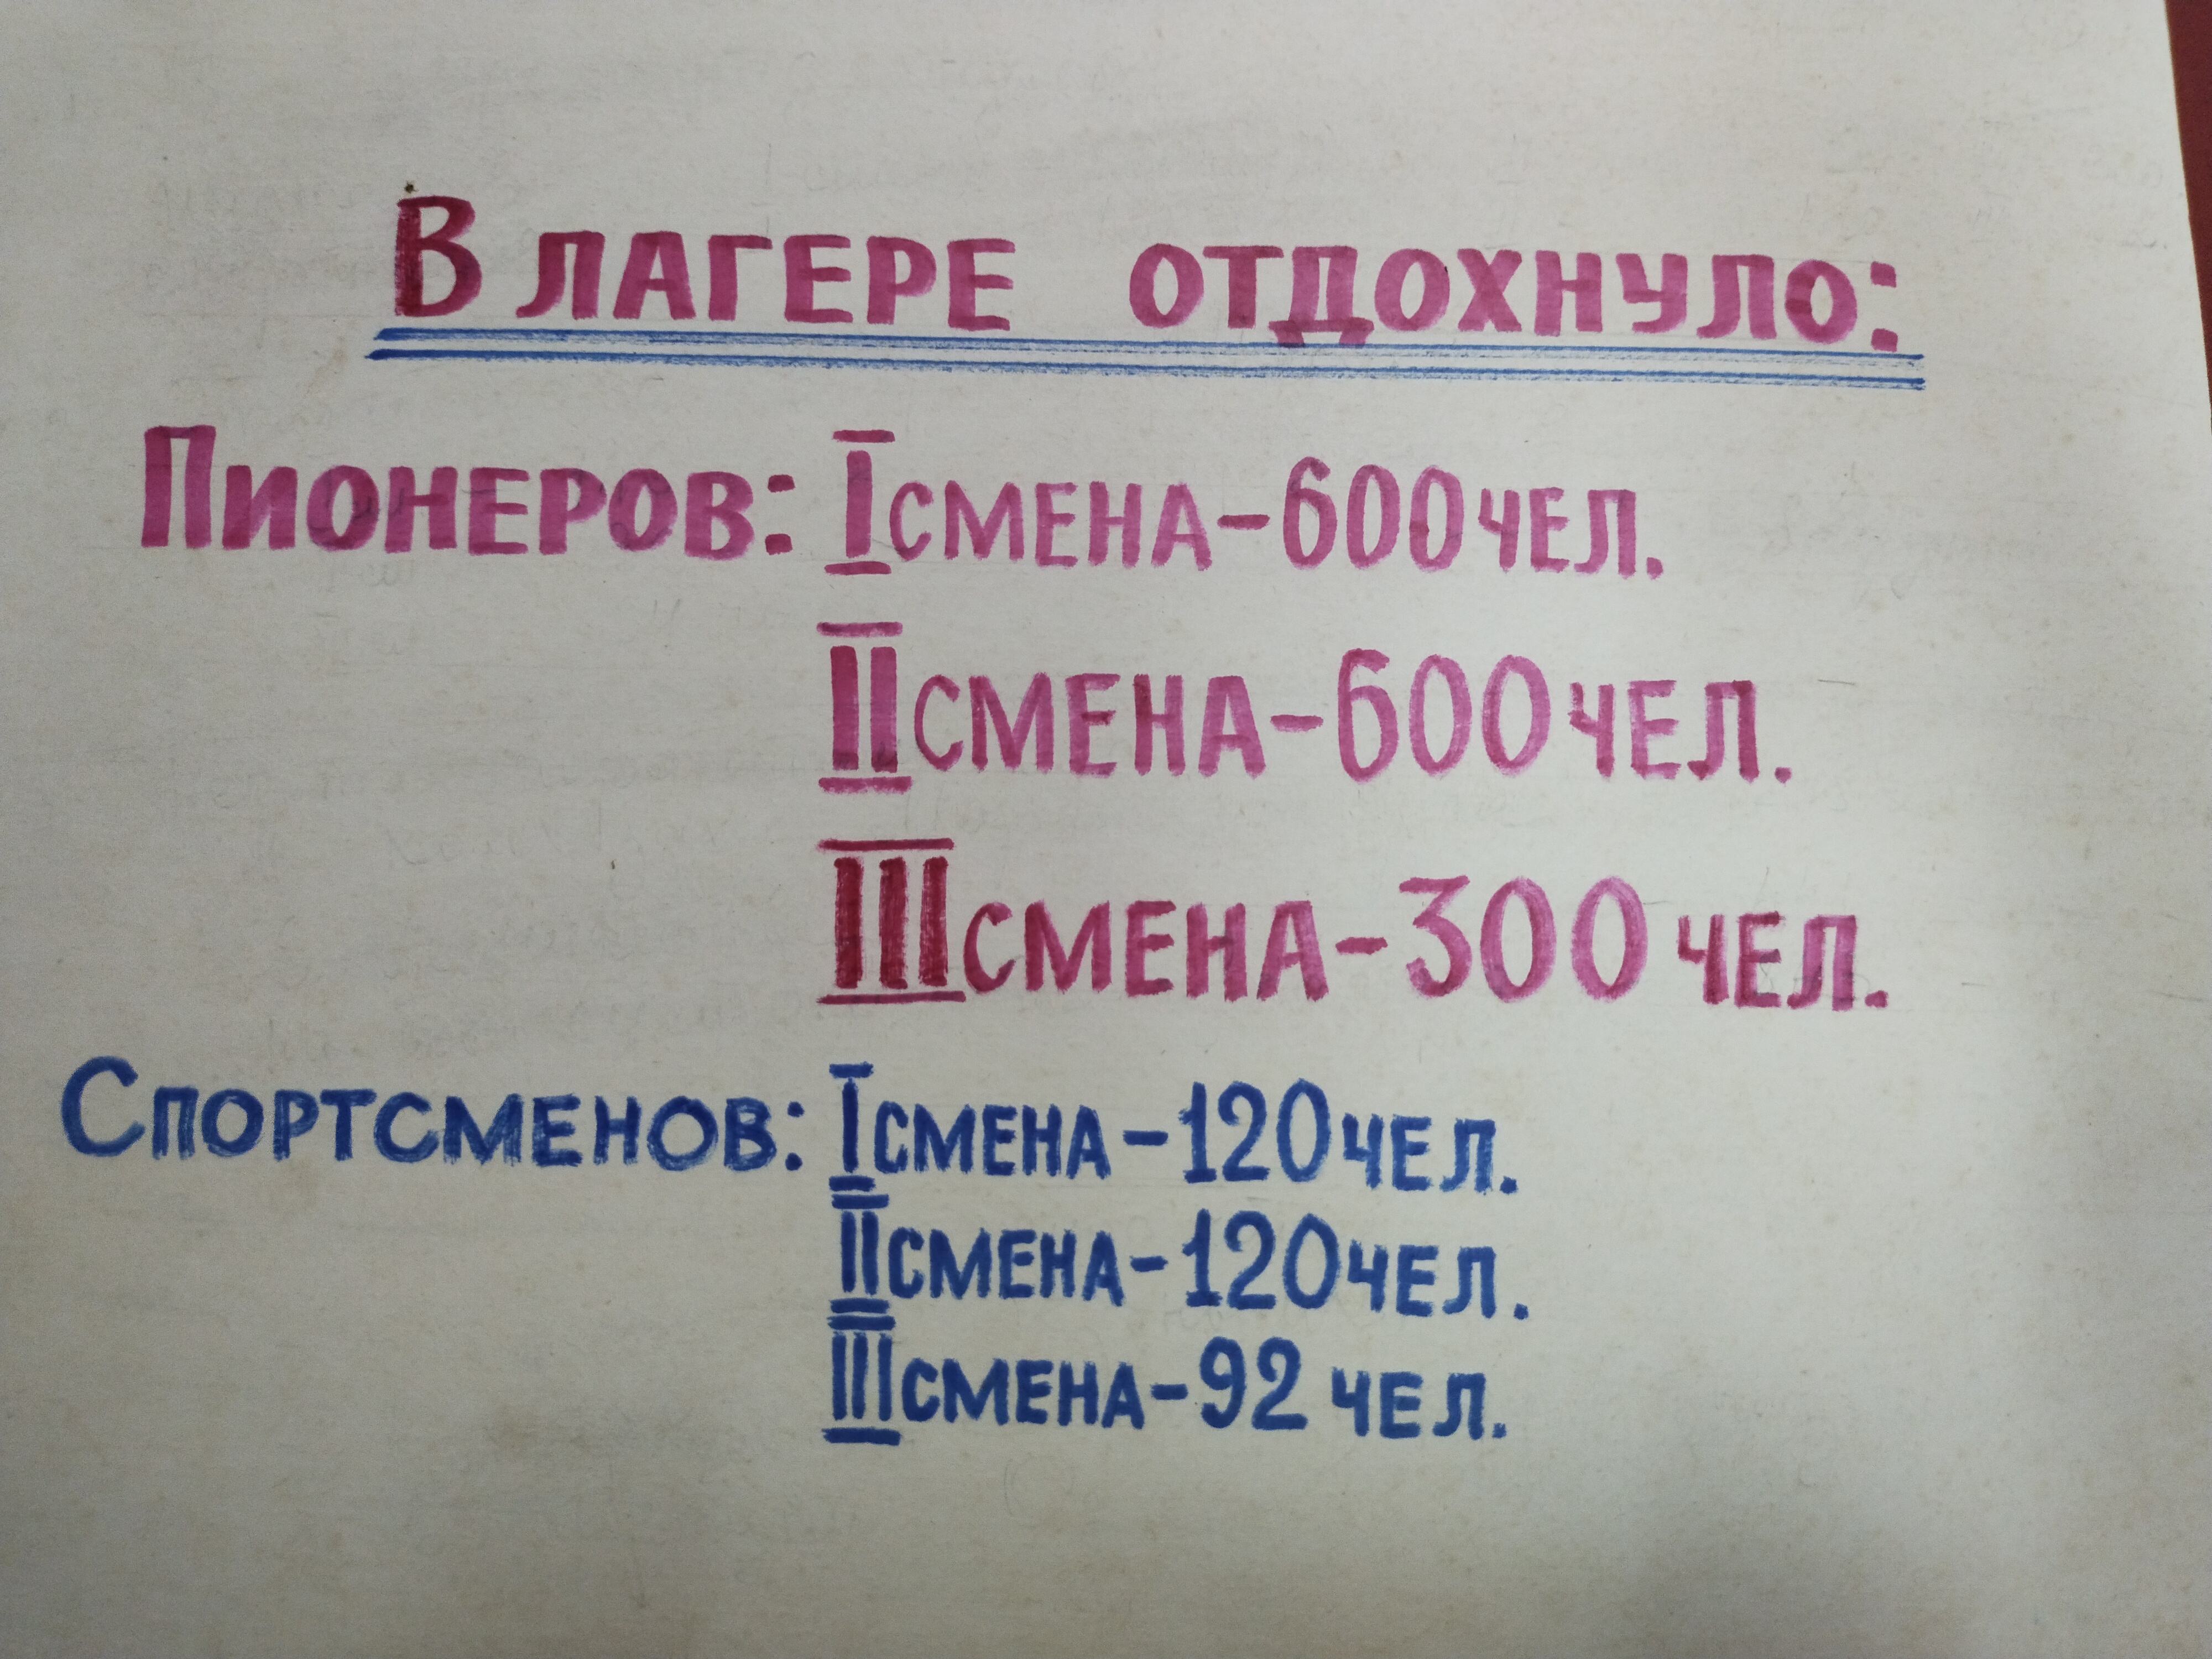 В ЛАГЕРЕ ОТДОХНУЛО:
ПИОНЕРОВ: I СМЕНА-600 ЧЕЛ.
II СМЕНА-600 ЧЕЛ.
III СМЕНА-300 ЧЕЛ.
СПОРТСМЕНОВ: I СМЕНА-120 ЧЕЛ.
II СМЕНА-120 ЧЕЛ.
III СМЕНА-92 ЧЕЛ.